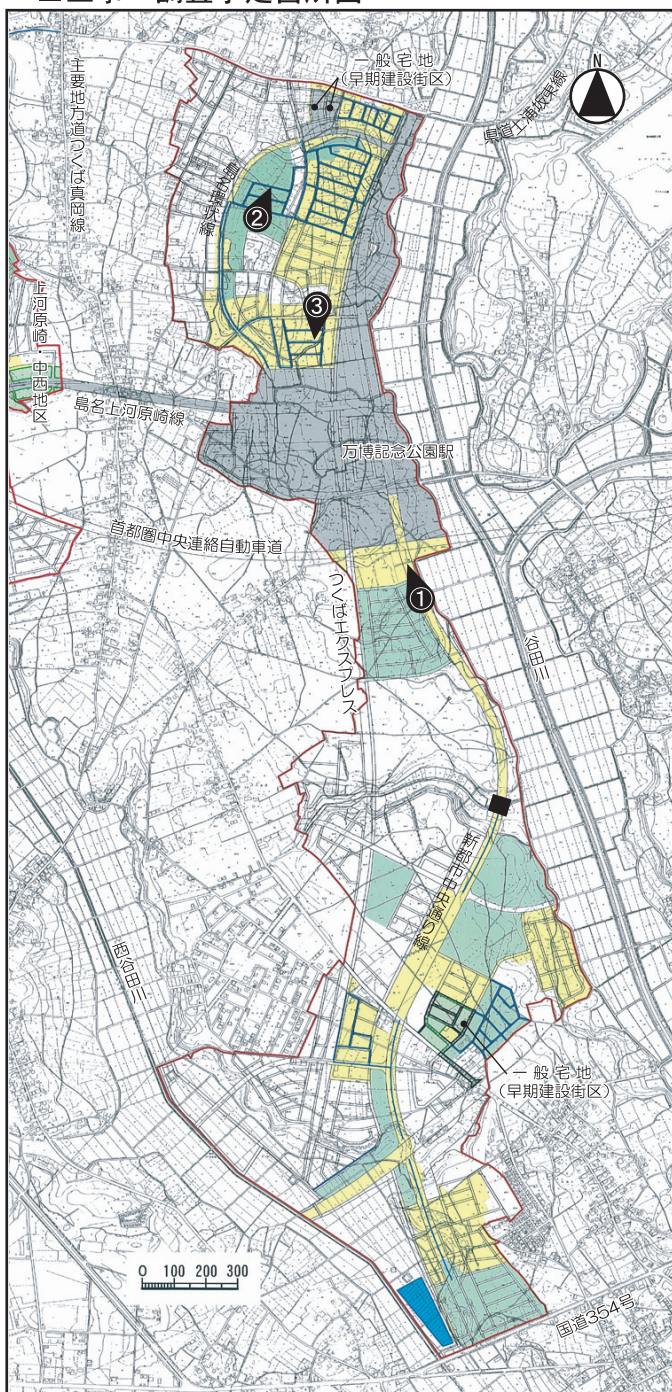 一般宅地
（早期建設街区）
N
主要地方道つくば真岡線
県道土浦坂東線
島名環状線
②
③
上河原崎・中西地区
島名上河原崎線
万博記念公園駅
首都圏中央連絡自動車道
①
つくばエクスプレス
谷田川
新都市中央通り線
西谷田川
一般宅地
（早期建設街区）
0 100 200 300
国道354号